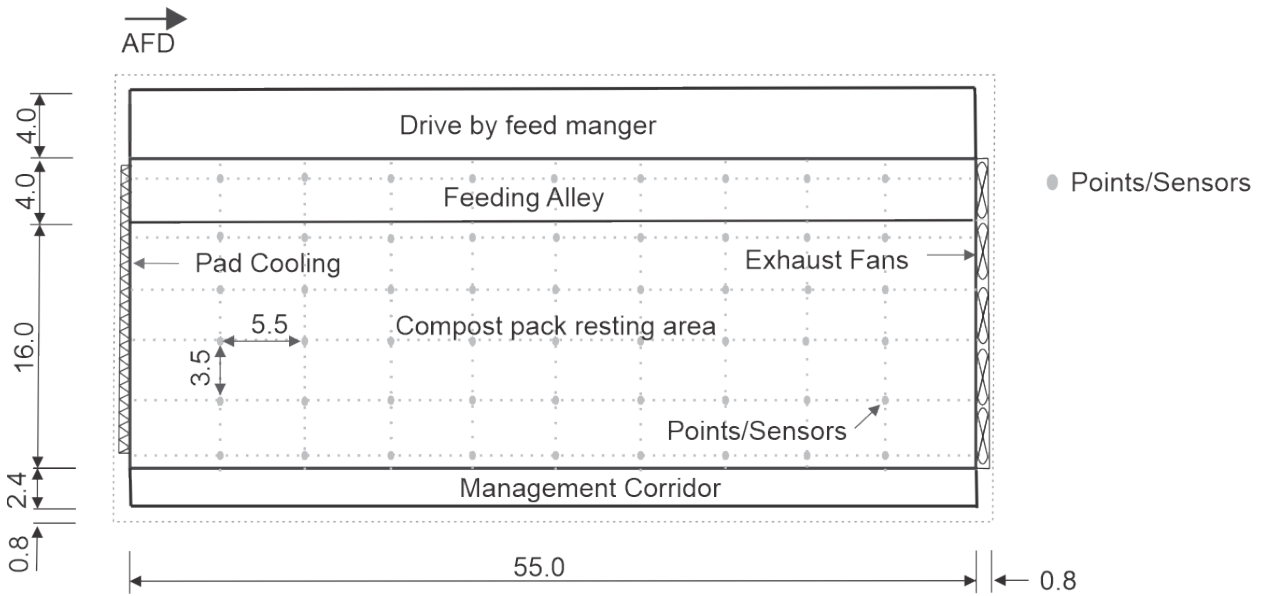 AFD
4.0
Drive by feed manger
4.0
Feeding Alley
Points/Sensors
Pad Cooling
Exhaust Fans
16.0
5.5
Compost pack resting area
3.5
Points/Sensors
2.4
Management Corridor
0.8
55.0
0.8